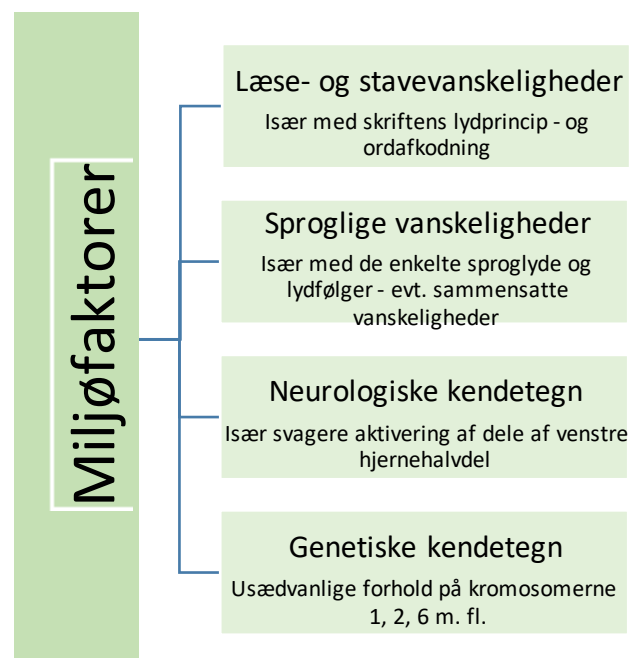 Miljøfaktorer
Læse- og stavevanskeligheder
Især med skriftens lydprincip - og
ordafkodning
Sproglige vanskeligheder
Især med de enkelte sproglyde og
lydfølger - evt. sammensatte
vanskeligheder
Neurologiske kendetegn
Især svagere aktivering af dele af venstre
hjernehalvdel
Genetiske kendetegn
Usædvanlige forhold på kromosomerne
1, 2, 6 m. fl.